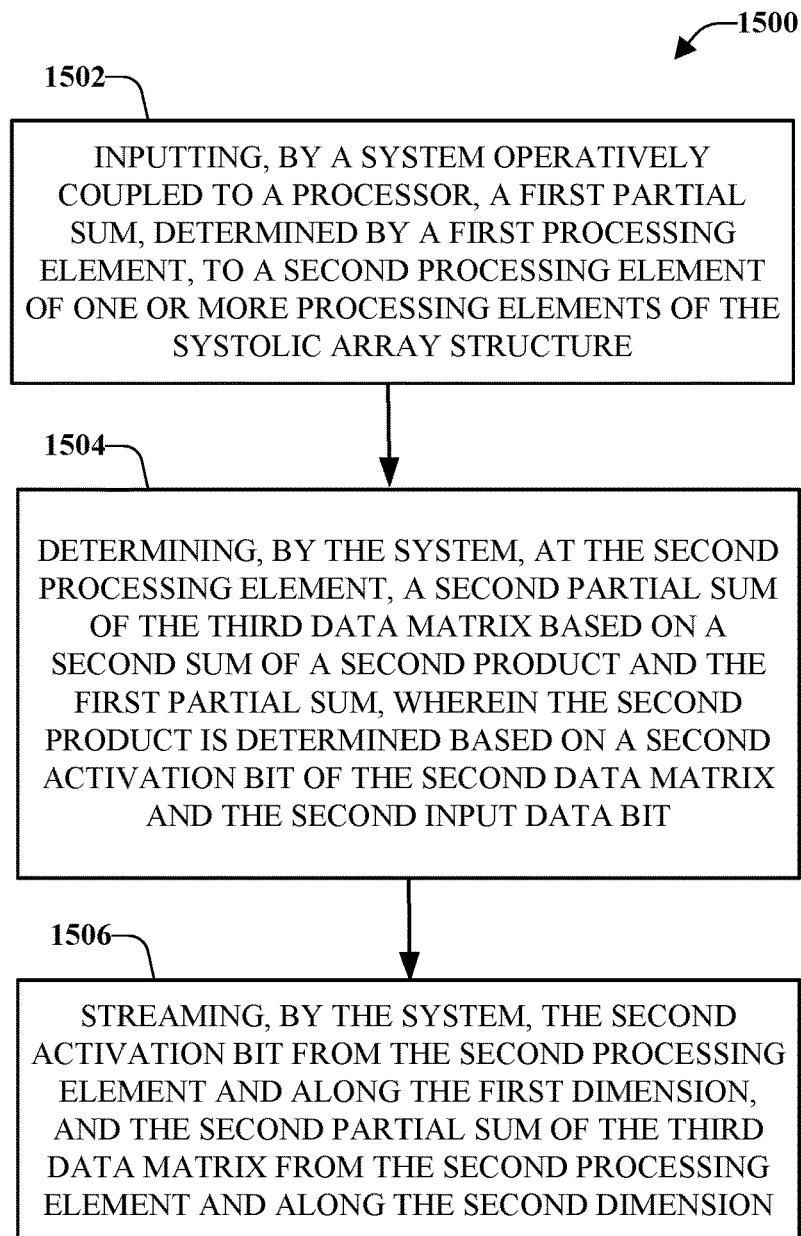 1500
1502
INPUTTING, BY A SYSTEM OPERATIVELY
COUPLED TO A PROCESSOR, A FIRST PARTIAL
SUM, DETERMINED BY A FIRST PROCESSING
ELEMENT, TO A SECOND PROCESSING ELEMENT
OF ONE OR MORE PROCESSING ELEMENTS OF THE
SYSTOLIC ARRAY STRUCTURE
1504
DETERMINING, BY THE SYSTEM, AT THE SECOND
PROCESSING ELEMENT, A SECOND PARTIAL SUM
OF THE THIRD DATA MATRIX BASED ON A
SECOND SUM OF A SECOND PRODUCT AND THE
FIRST PARTIAL SUM, WHEREIN THE SECOND
PRODUCT IS DETERMINED BASED ON A SECOND
ACTIVATION BIT OF THE SECOND DATA MATRIX
AND THE SECOND INPUT DATA BIT
1506
STREAMING, BY THE SYSTEM, THE SECOND
ACTIVATION BIT FROM THE SECOND PROCESSING
ELEMENT AND ALONG THE FIRST DIMENSION,
AND THE SECOND PARTIAL SUM OF THE THIRD
DATA MATRIX FROM THE SECOND PROCESSING
ELEMENT AND ALONG THE SECOND DIMENSION